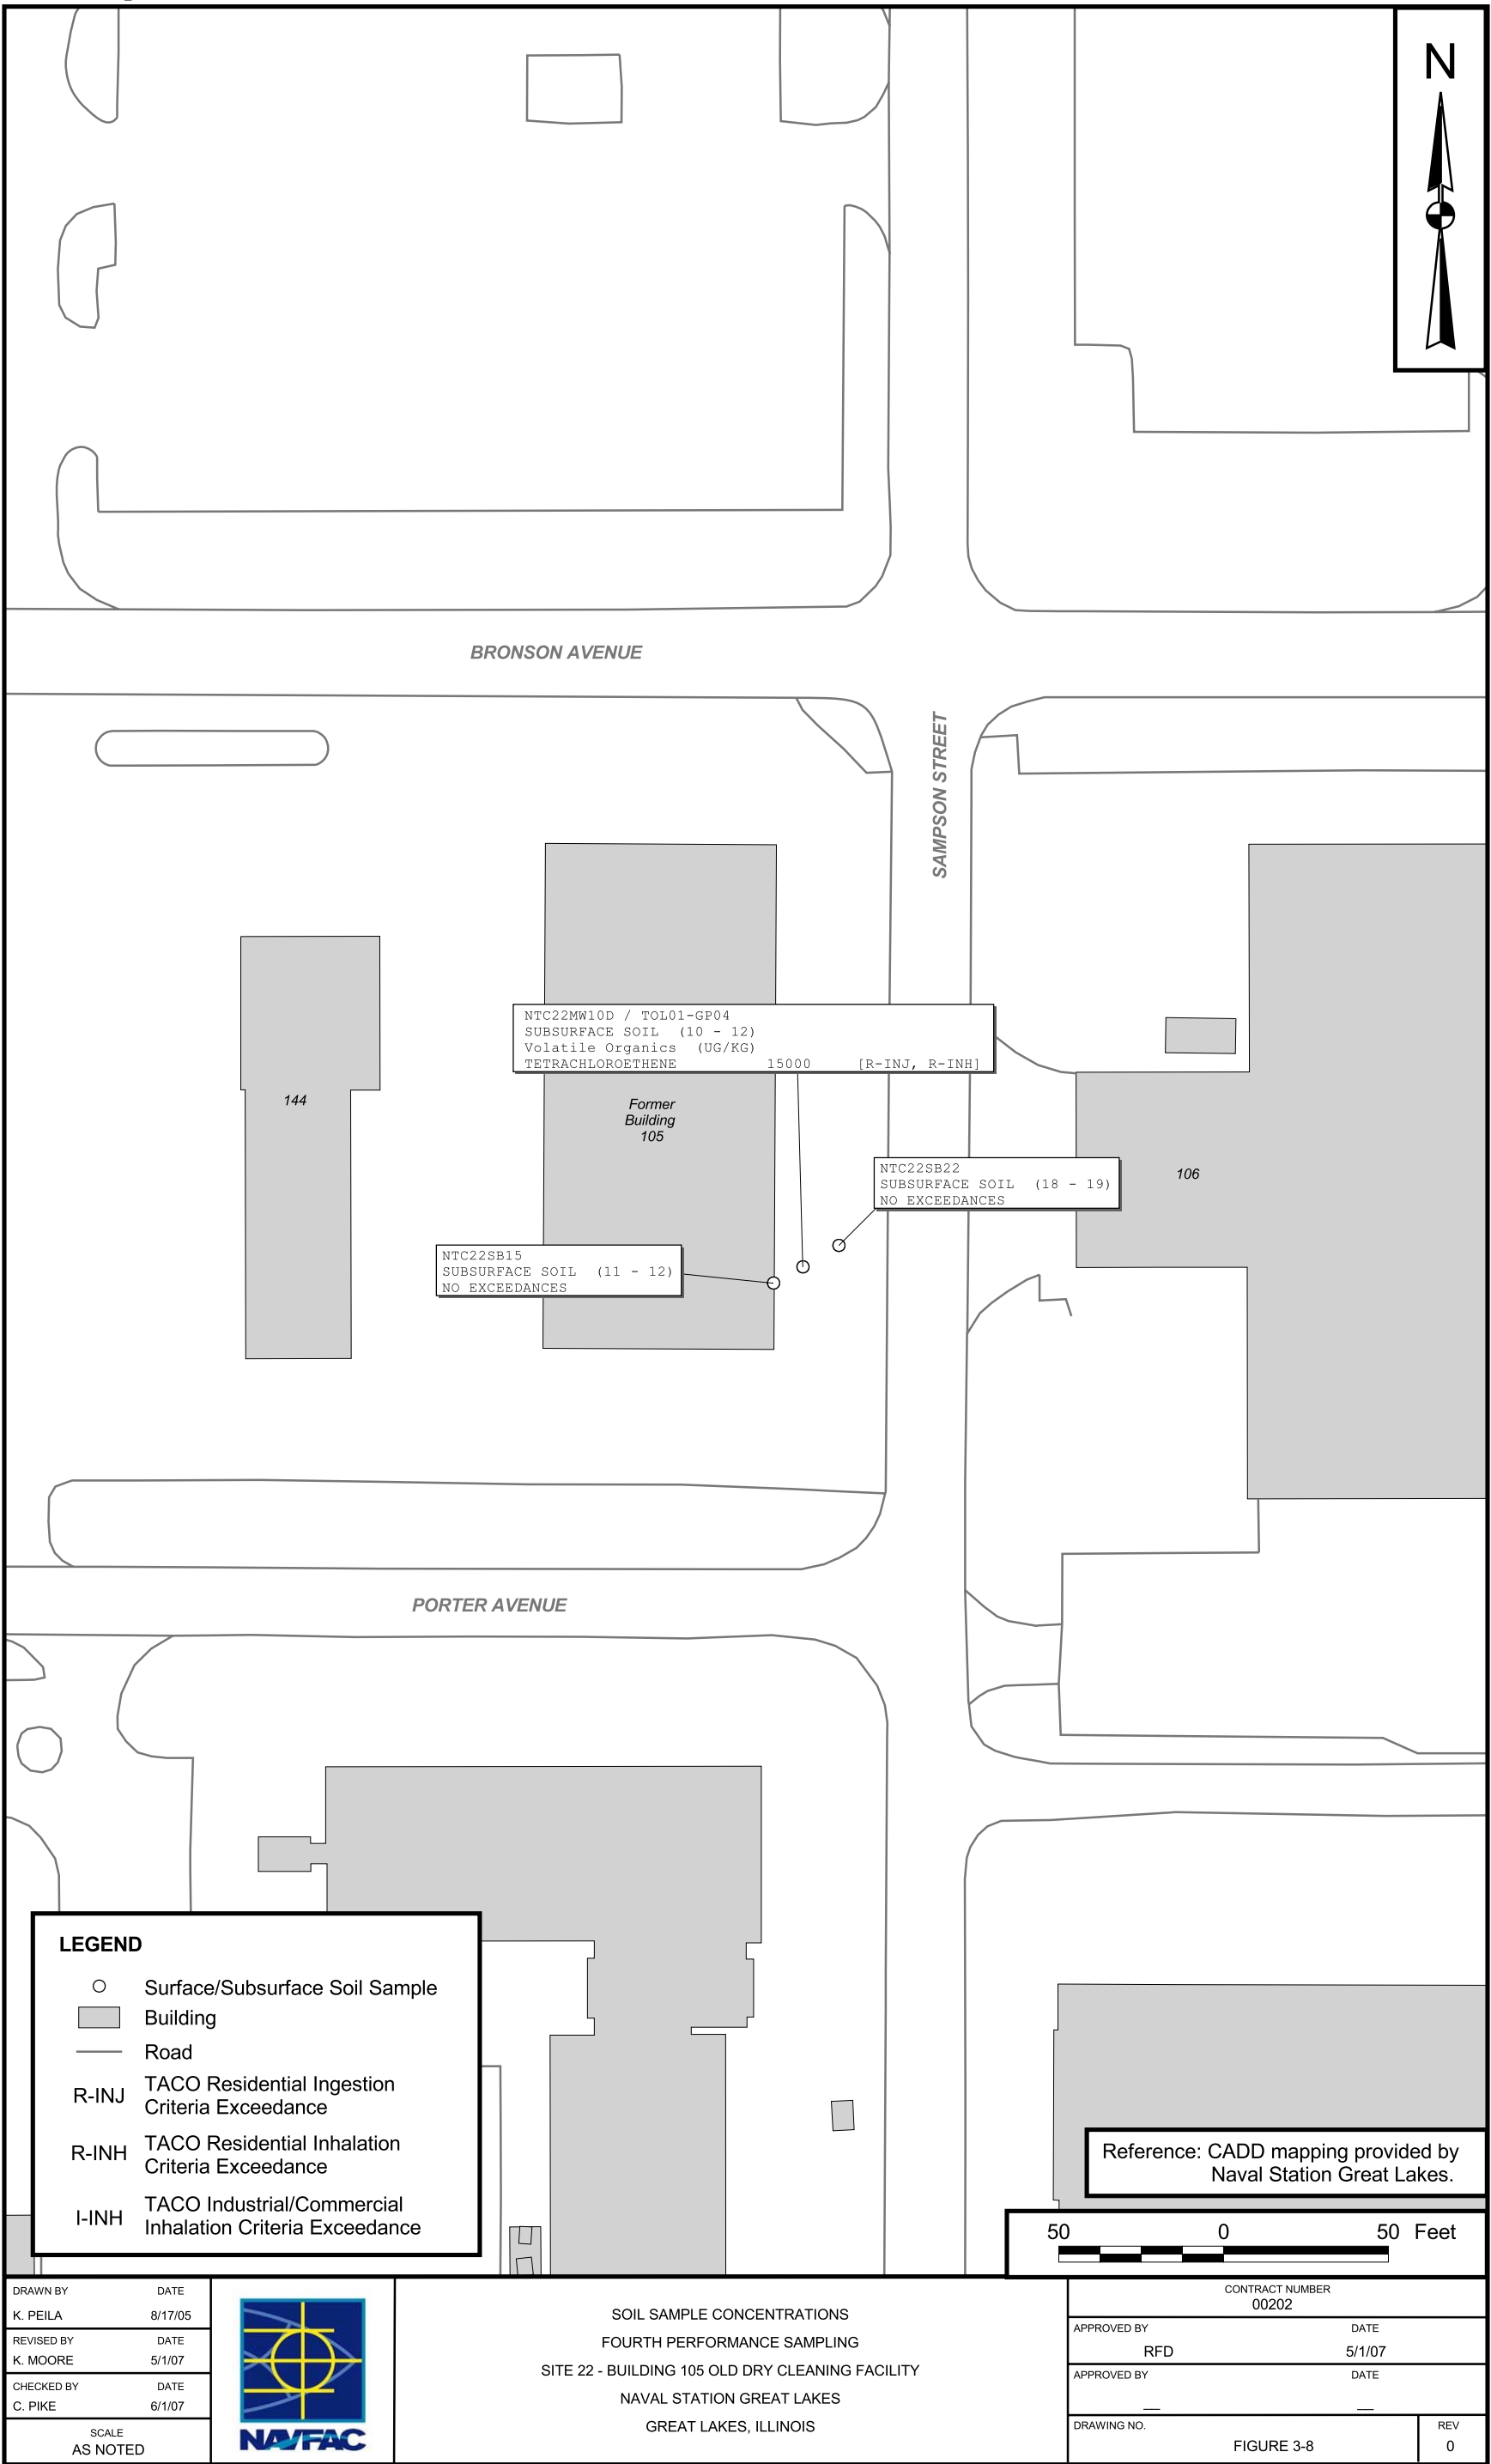 N
BRONSON AVENUE
SAMPSON STREET
NTC22MW10D / TOL01-GP04
SUBSURFACE SOIL (10 - 12)
Volatile Organics (UG/KG)
TETRACHLOROETHENE 15000 [R-INJ, R-INH]
144
Former
Building
105
NTC22SB22
SUBSURFACE SOIL (18 - 19)
NO EXCEEDANCES
106
NTC22SB15
SUBSURFACE SOIL (11 - 12)
NO EXCEEDANCES
PORTER AVENUE
LEGEND
Surface/Subsurface Soil Sample
Building
Road
R-INJ TACO Residential Ingestion
Criteria Exceedance
R-INH TACO Residential Inhalation
Criteria Exceedance
I-INH TACO Industrial/Commercial
Inhalation Criteria Exceedance
Reference: CADD mapping provided by
Naval Station Great Lakes.
50 0 50 Feet
DRAWN BY DATE
K. PEILA 8/17/05
REVISED BY DATE
K. MOORE 5/1/07
CHECKED BY DATE
C. PIKE 6/1/07
SCALE
AS NOTED
NAVFAC
SOIL SAMPLE CONCENTRATIONS
FOURTH PERFORMANCE SAMPLING
SITE 22 - BUILDING 105 OLD DRY CLEANING FACILITY
NAVAL STATION GREAT LAKES
GREAT LAKES, ILLINOIS
CONTRACT NUMBER
00202
APPROVED BY DATE
RFD 5/1/07
APPROVED BY DATE
— —
DRAWING NO. REV
FIGURE 3-8 0